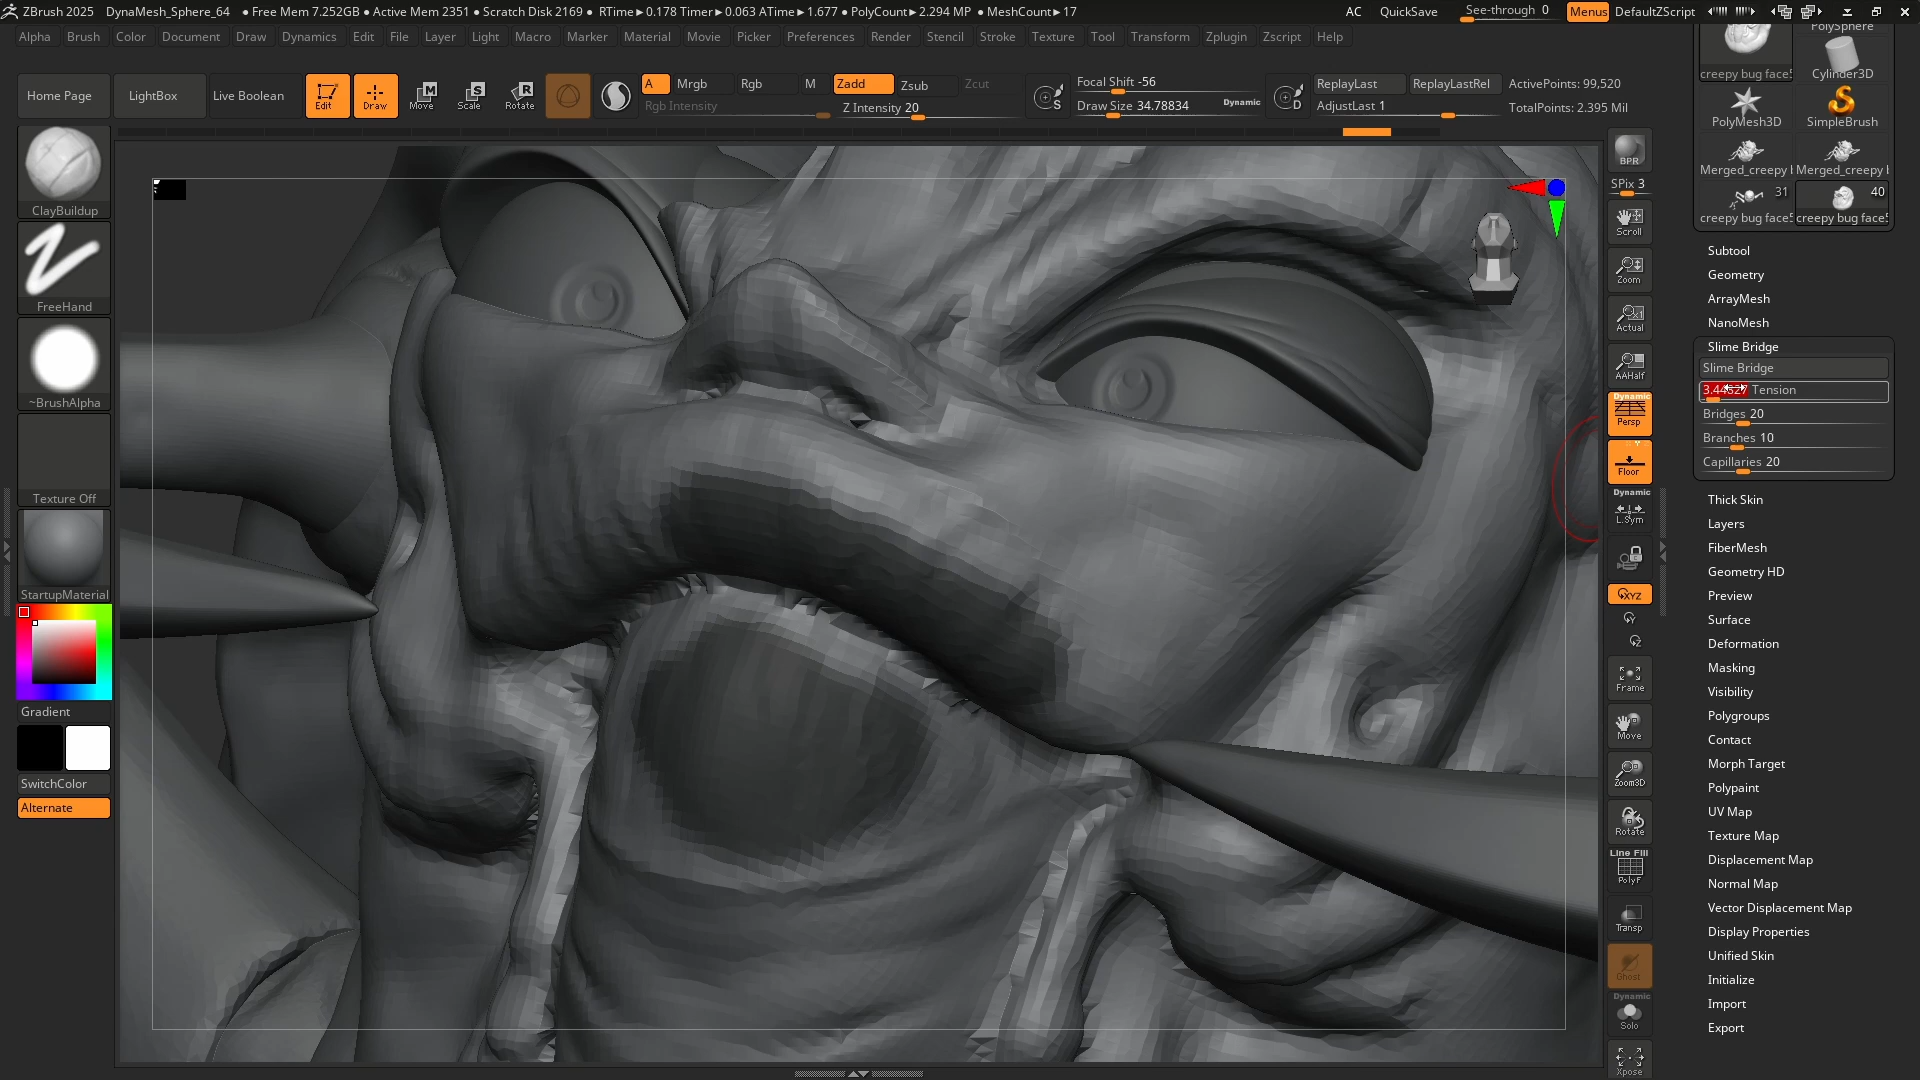 ZBrush 2025 DynaMesh_Sphere_64 ● Free Mem 7.252GB ● Active Mem 2351 ● Scratch Disk 2169 ● RTime►0.178 Timer►0.063 ATime►1.677 ● PolyCount►2.294 MP ● MeshCount►17 AC QuickSave See-through 0 Menus DefaultZScript
Alpha Brush Color Document Draw Dynamics Edit File Layer Light Macro Marker Material Movie Picker Preferences Render Stencil Stroke Texture Tool Transform Zplugin Zscript Help
Home Page LightBox Live Boolean Edit Draw Move Scale Rotate
A Mrgb Rgb M Zadd Zsub Zcut
Rgb Intensity Z Intensity 20
Focal Shift -56
Draw Size 34.78834 Dynamic
ReplayLast ReplayLastRel ActivePoints: 99,520
AdjustLast 1 TotalPoints: 2.395 Mil
ClayBuildup
FreeHand
~BrushAlpha
Texture Off
StartupMaterial
Gradient
SwitchColor
Alternate
BPR
SPix 3
Scroll
Zoom
Actual
AAHalf
Dynamic
Persp
Floor
Dynamic
L.Sym
XYZ
Frame
Move
Zoom3D
Rotate
Line Fill
PolyF
Transp
Ghost
Dynamic
Solo
Xpose
PolySphere
creepy bug face5 Cylinder3D
PolyMesh3D SimpleBrush
Merged_creepy b Merged_creepy b
31 40
creepy bug face5 creepy bug face5
Subtool
Geometry
ArrayMesh
NanoMesh
Slime Bridge
Slime Bridge
Tension
Bridges 20
Branches 10
Capillaries 20
Thick Skin
Layers
FiberMesh
Geometry HD
Preview
Surface
Deformation
Masking
Visibility
Polygroups
Contact
Morph Target
Polypaint
UV Map
Texture Map
Displacement Map
Normal Map
Vector Displacement Map
Display Properties
Unified Skin
Initialize
Import
Export